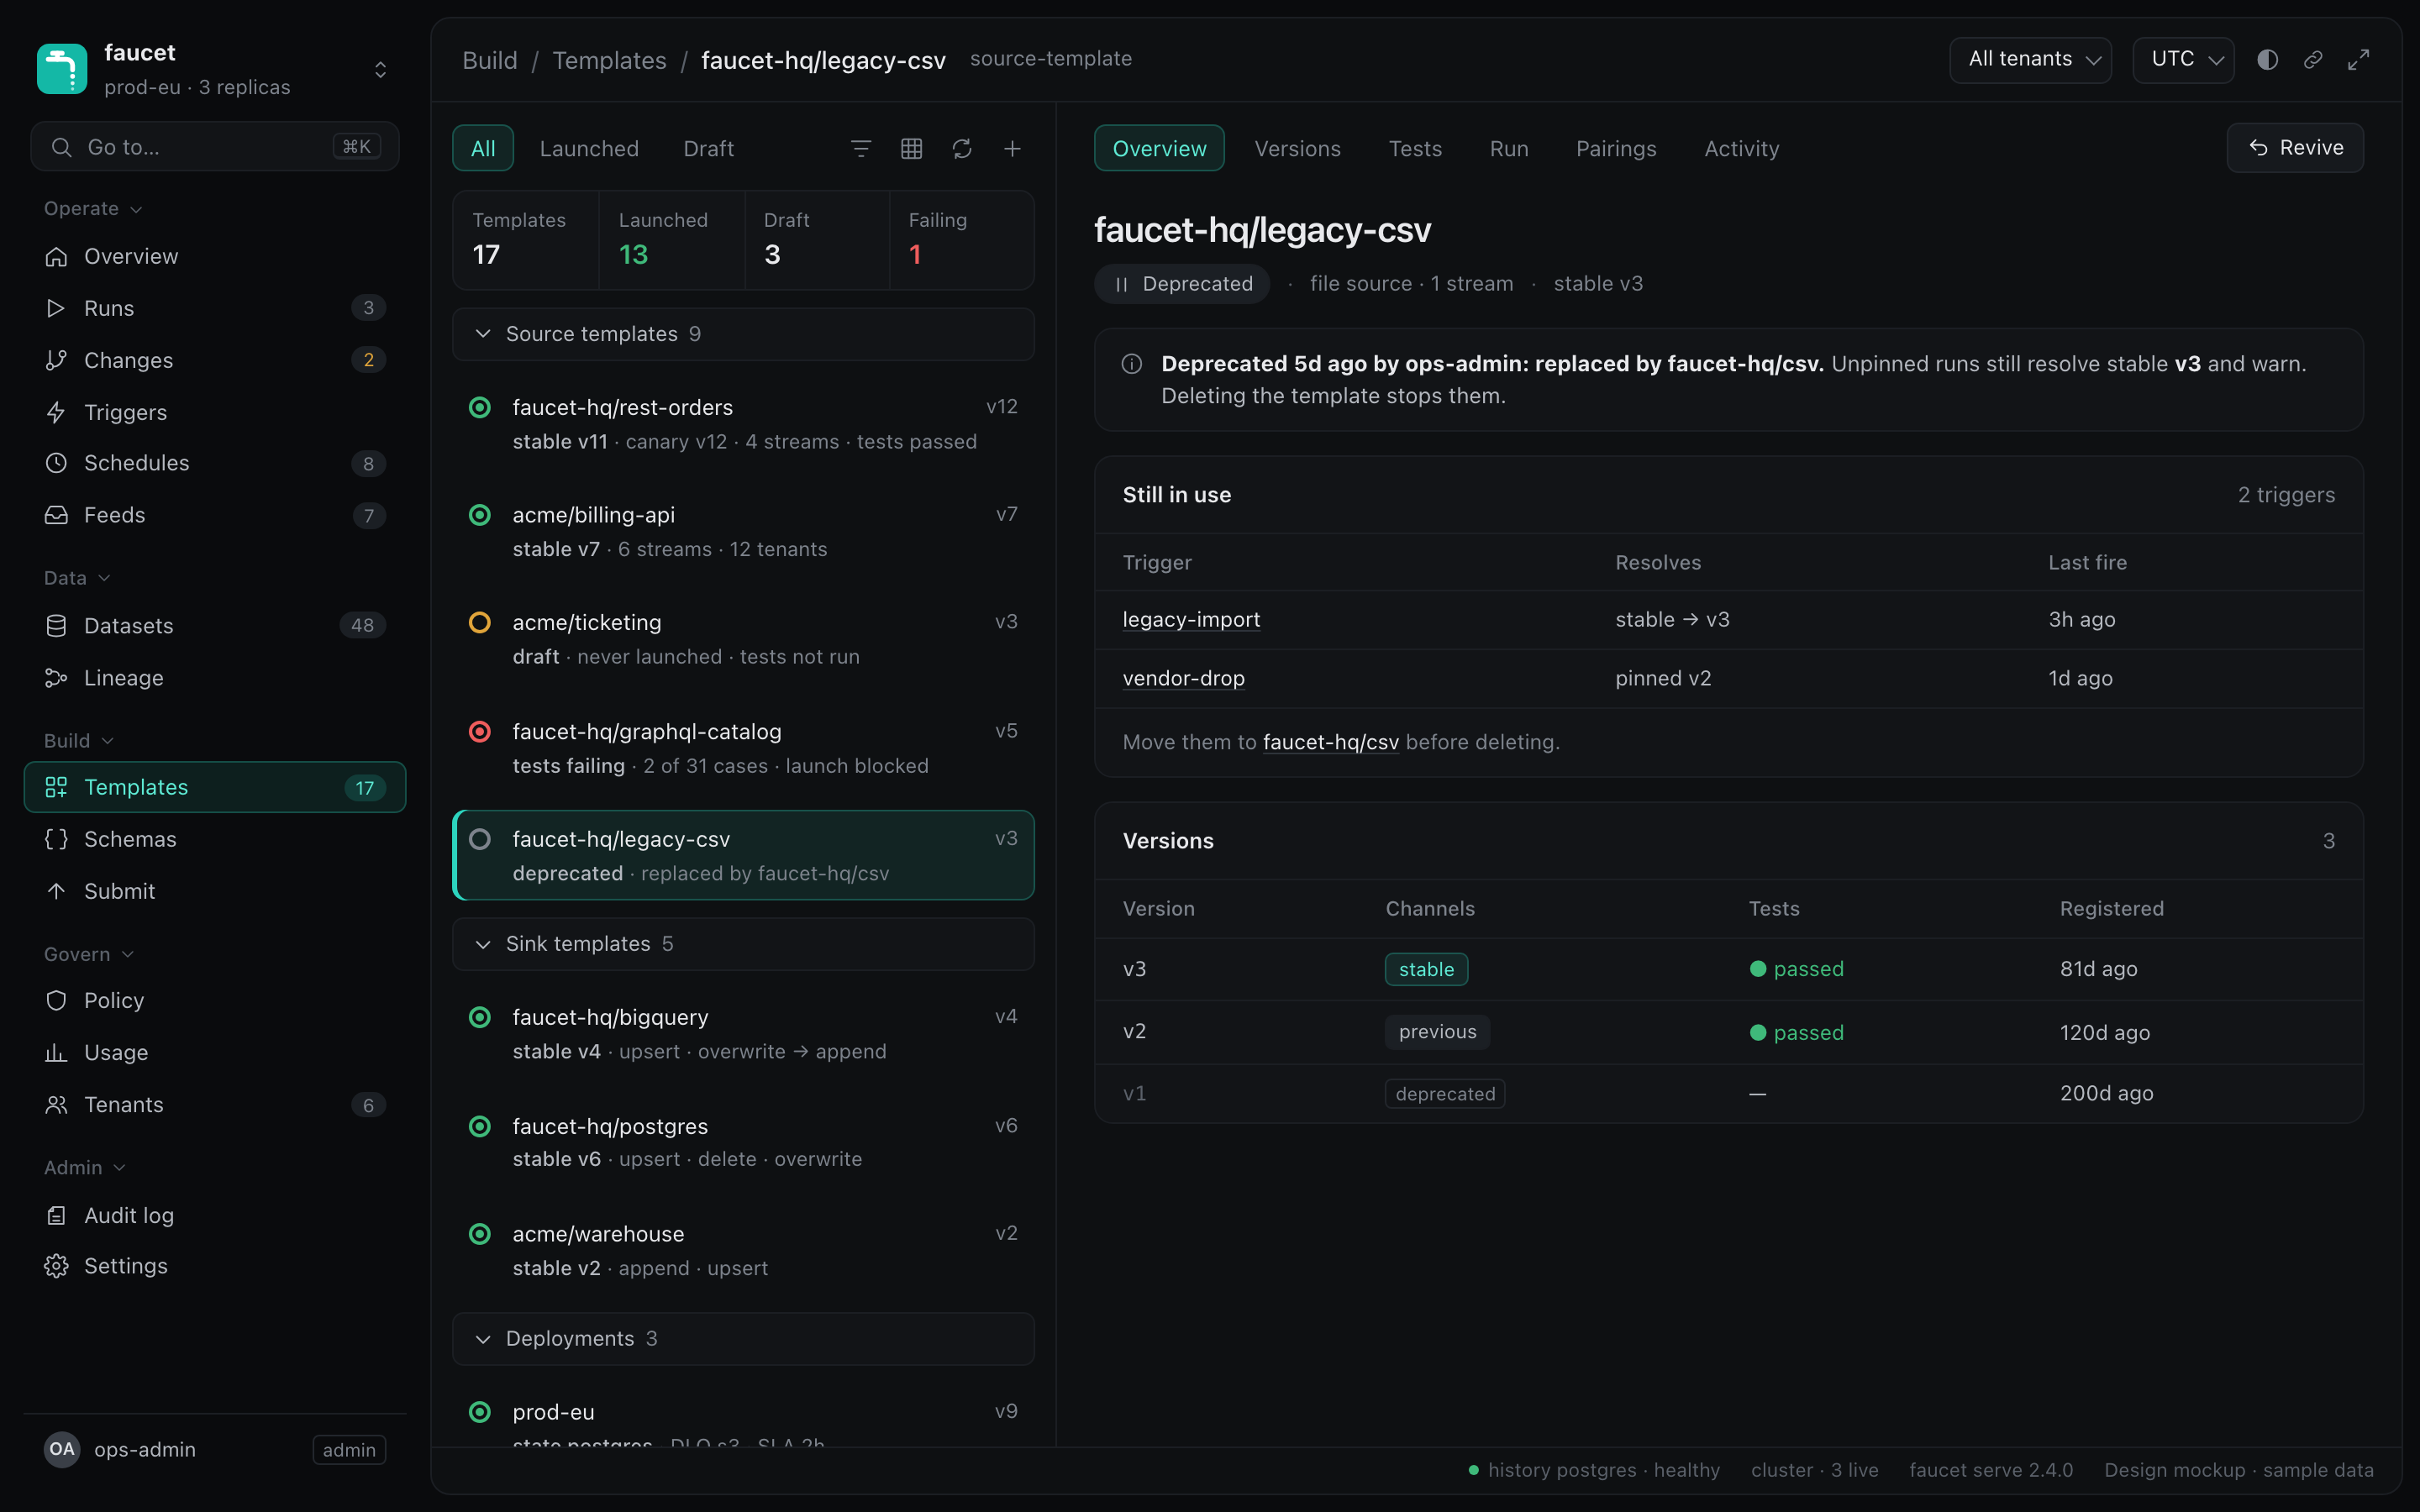 faucet
prod-eu · 3 replicas
Go to...
⌘K
Operate
Overview
Runs 3
Changes 2
Triggers
Schedules 8
Feeds 7
Data
Datasets 48
Lineage
Build
Templates 17
Schemas
Submit
Govern
Policy
Usage
Tenants 6
Admin
Audit log
Settings
OA ops-admin admin
Build / Templates / faucet-hq/legacy-csv source-template
All tenants UTC
All Launched Draft
Templates Launched Draft Failing
17 13 3 1
Source templates 9
faucet-hq/rest-orders v12
stable v11 · canary v12 · 4 streams · tests passed
acme/billing-api v7
stable v7 · 6 streams · 12 tenants
acme/ticketing v3
draft · never launched · tests not run
faucet-hq/graphql-catalog v5
tests failing · 2 of 31 cases · launch blocked
faucet-hq/legacy-csv v3
deprecated · replaced by faucet-hq/csv
Sink templates 5
faucet-hq/bigquery v4
stable v4 · upsert · overwrite → append
faucet-hq/postgres v6
stable v6 · upsert · delete · overwrite
acme/warehouse v2
stable v2 · append · upsert
Deployments 3
prod-eu v9
state postgres · DLQ s3 · SLA 2h
Overview Versions Tests Run Pairings Activity
Revive
faucet-hq/legacy-csv
Deprecated · file source · 1 stream · stable v3
Deprecated 5d ago by ops-admin: replaced by faucet-hq/csv. Unpinned runs still resolve stable v3 and warn.
Deleting the template stops them.
Still in use 2 triggers
Trigger Resolves Last fire
legacy-import stable → v3 3h ago
vendor-drop pinned v2 1d ago
Move them to faucet-hq/csv before deleting.
Versions 3
Version Channels Tests Registered
v3 stable passed 81d ago
v2 previous passed 120d ago
v1 deprecated — 200d ago
history postgres · healthy cluster · 3 live faucet serve 2.4.0 Design mockup · sample data